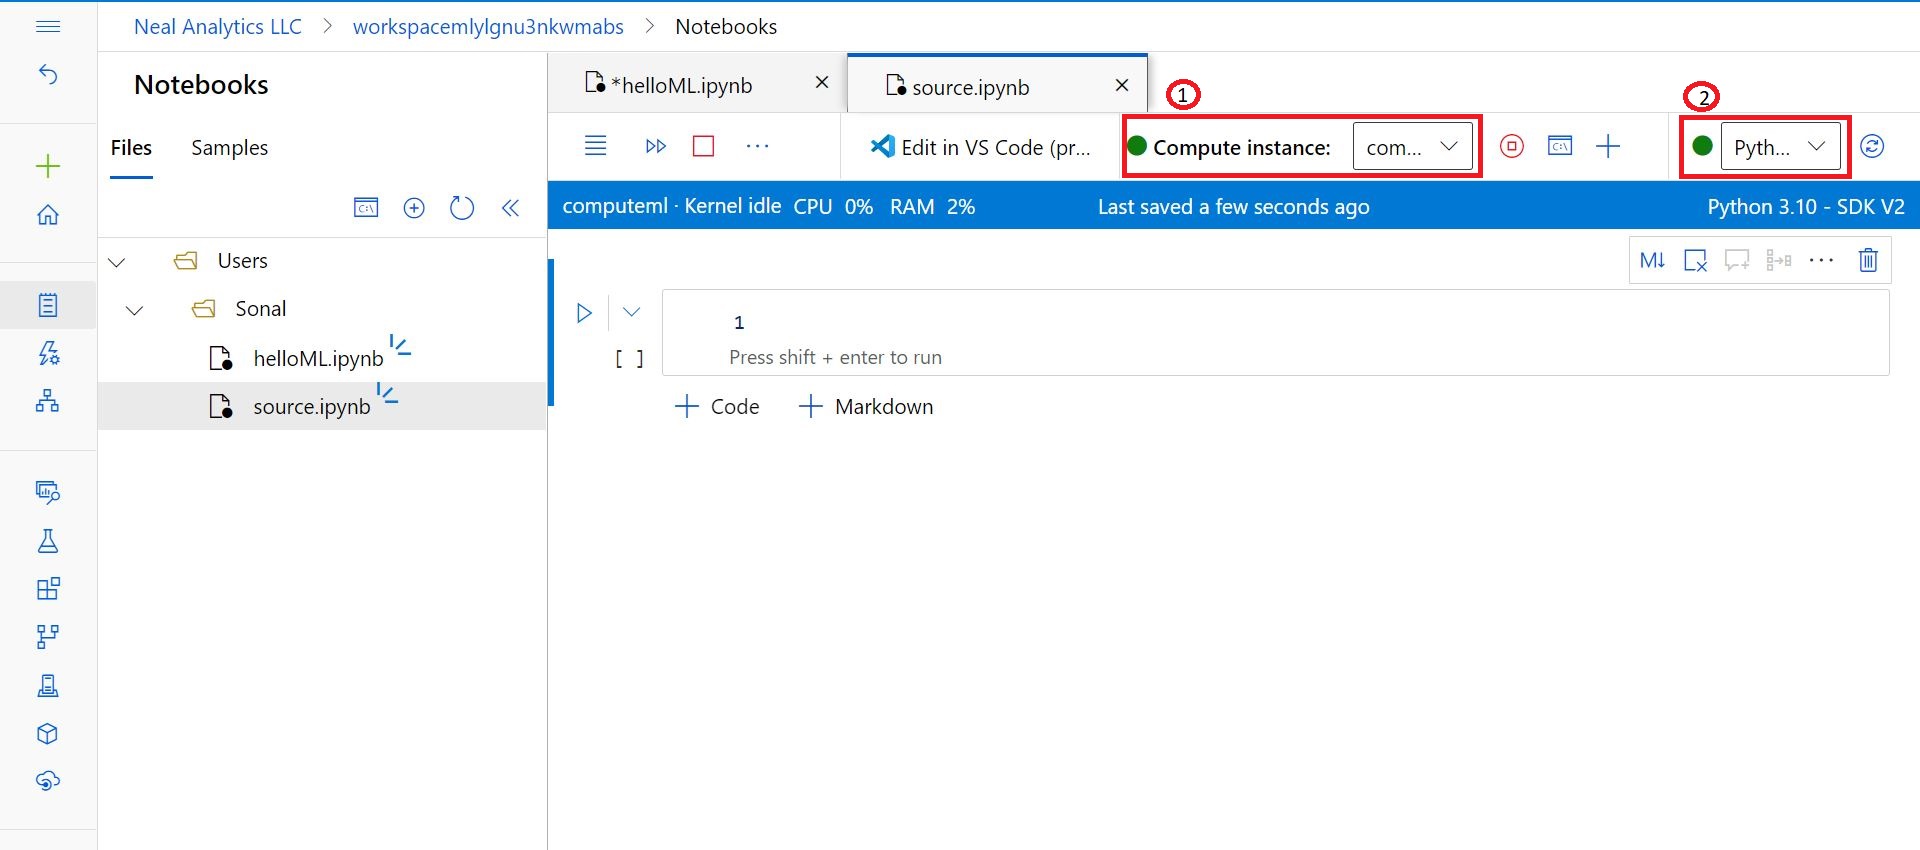 Neal Analytics LLC > workspacemlylgnu3nkwmabs > Notebooks
Notebooks
Files Samples
Users
Sonal
helloML.ipynb
source.ipynb
*helloML.ipynb
source.ipynb
1
2
Edit in VS Code (pr...
Compute instance:
com...
Pyth...
computeml · Kernel idle CPU 0% RAM 2%
Last saved a few seconds ago
Python 3.10 - SDK V2
M↓
1
Press shift + enter to run
[ ]
+ Code + Markdown